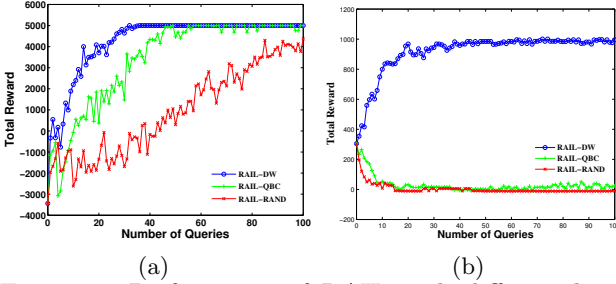 6000
5000
4000
3000
2000
1000
0
−1000
−2000
−3000
−4000
Total Reward
0 20 40 60 80 100
Number of Queries
RAIL−DW
RAIL−QBC
RAIL−RAND
(a)
1200
1000
800
600
400
200
0
−200
Total Reward
0 10 20 30 40 50 60 70 80 90 100
Number of Queries
RAIL−DW
RAIL−QBC
RAIL−RAND
(b)